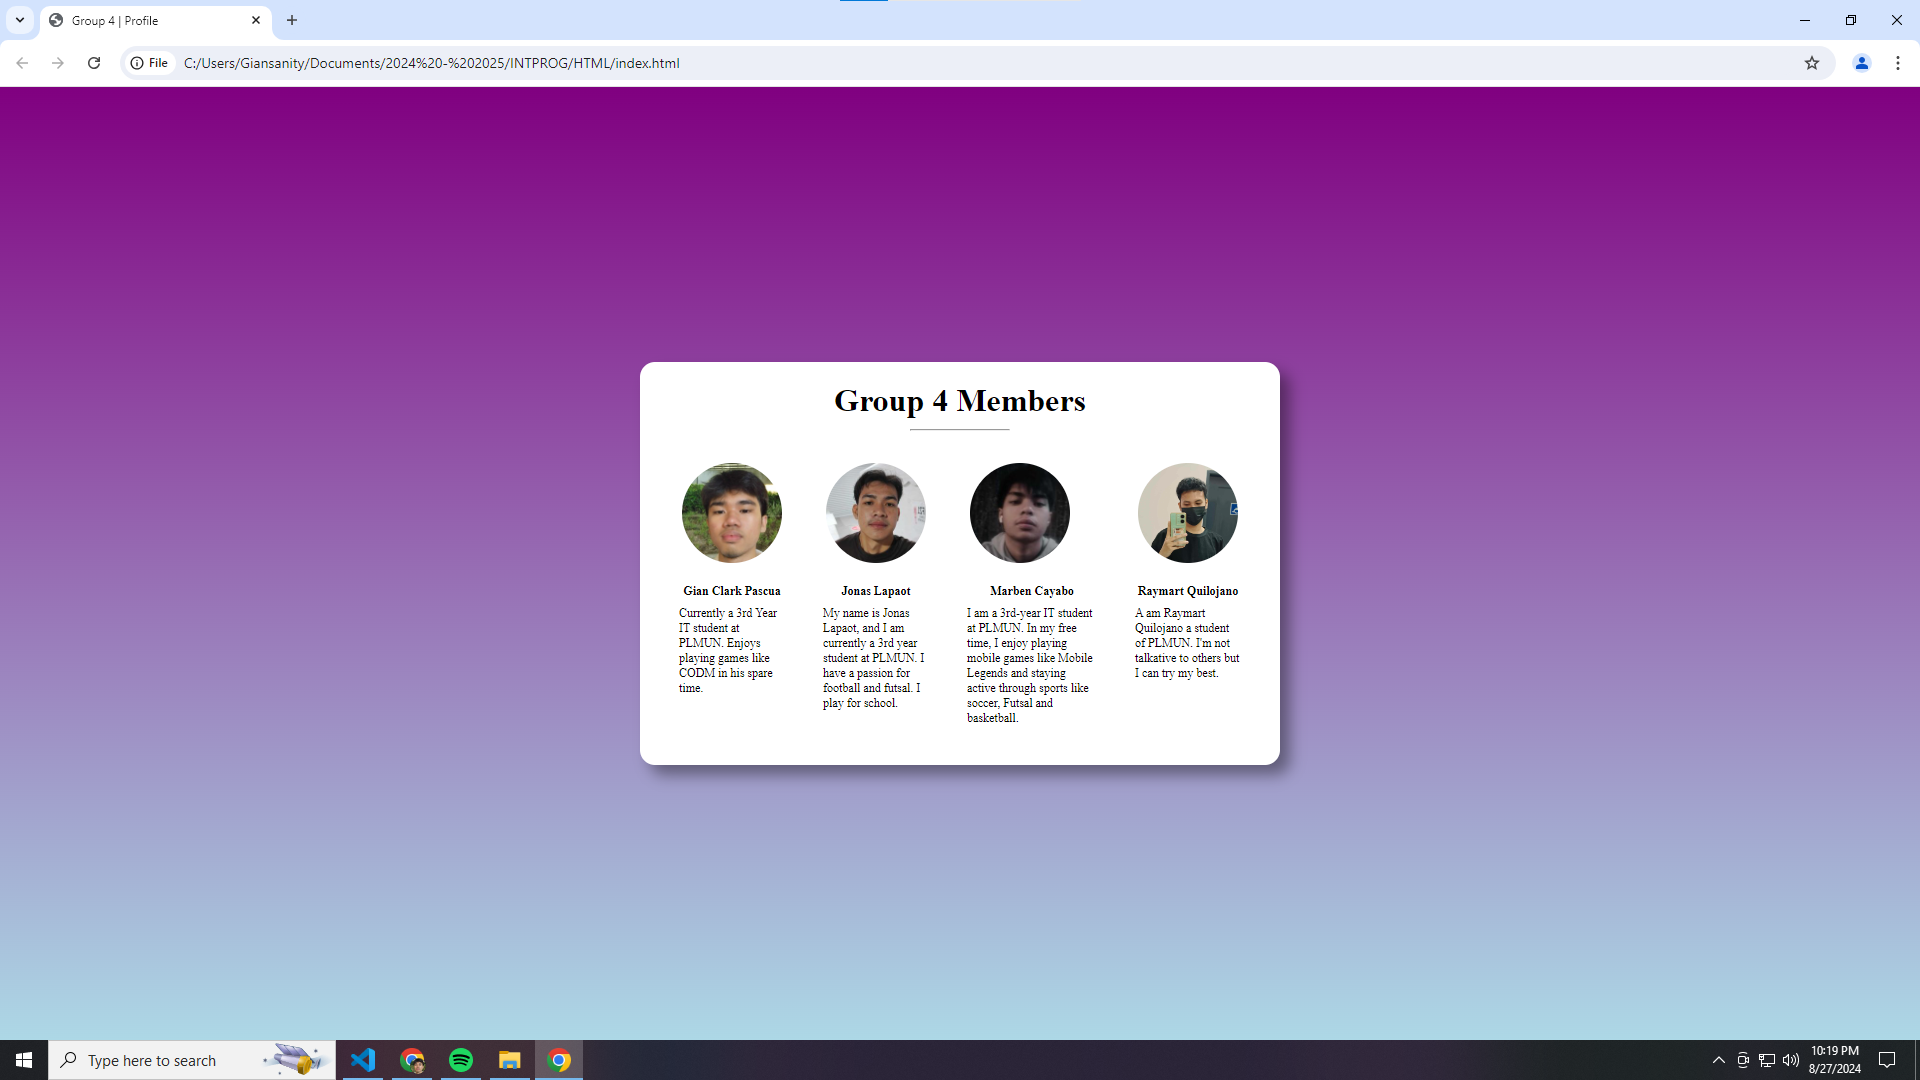 Group 4 | Profile
File
C:/Users/Giansanity/Documents/2024%20-%202025/INTPROG/HTML/index.html
Group 4 Members
Gian Clark Pascua
Currently a 3rd Year
IT student at
PLMUN. Enjoys
playing games like
CODM in his spare
time.
Jonas Lapaot
My name is Jonas
Lapaot, and I am
currently a 3rd year
student at PLMUN. I
have a passion for
football and futsal. I
play for school.
Marben Cayabo
I am a 3rd-year IT student
at PLMUN. In my free
time, I enjoy playing
mobile games like Mobile
Legends and staying
active through sports like
soccer, Futsal and
basketball.
Raymart Quilojano
A am Raymart
Quilojano a student
of PLMUN. I'm not
talkative to others but
I can try my best.
Type here to search
10:19 PM
8/27/2024